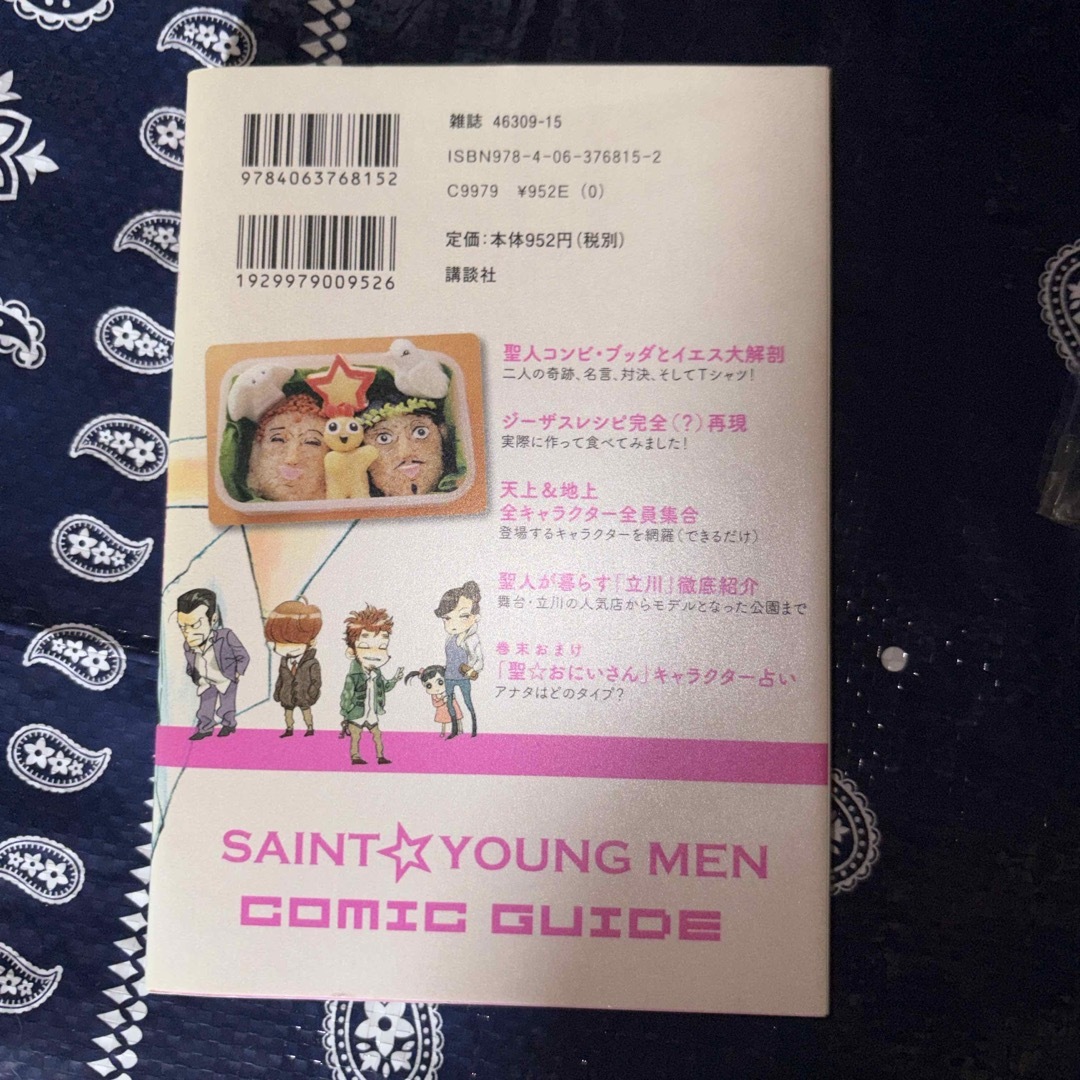 雑誌 46309-15
ISBN978-4-06-376815-2
9784063768152
C9979 ¥952E (0)
定価:本体952円(税別)
1929979009526
講談社
聖人コンビ・ブッダとイエス大解剖
二人の奇跡、名言、対決、そしてTシャツ!
ジーザスレシピ完全(?)再現
実際に作って食べてみました!
天上&地上
全キャラクター全員集合
登場するキャラクターを網羅(できるだけ)
聖人が暮らす「立川」徹底紹介
舞台・立川の人気店からモデルとなった公園まで
巻末おまけ
「聖☆おにいさん」キャラクター占い
アナタはどのタイプ?
SAINT☆YOUNG MEN
COMIC GUIDE